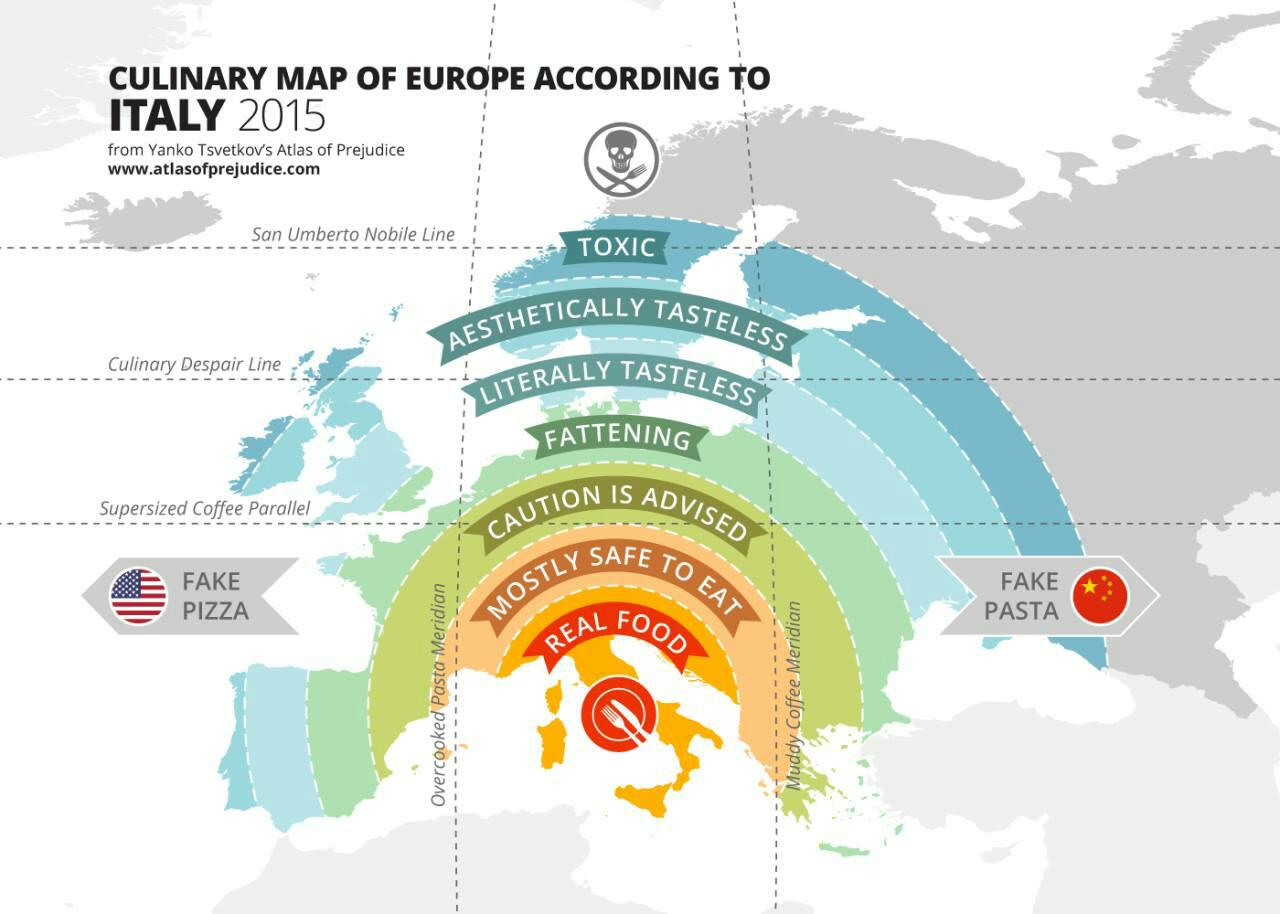 CULINARY MAP OF EUROPE ACCORDING TO
ITALY 2015
from Yanko Tsvetkov's Atlas of Prejudice
www.atlasofprejudice.com
San Umberto Nobile Line
TOXIC
AESTHETICALLY TASTELESS
Culinary Despair Line
LITERALLY TASTELESS
FATTENING
Supersized Coffee Parallel
CAUTION IS ADVISED
MOSTLY SAFE TO EAT
FAKE
PIZZA
FAKE
PASTA
REAL FOOD
Overcooked Pasta Meridian
Muddy Coffee Meridian